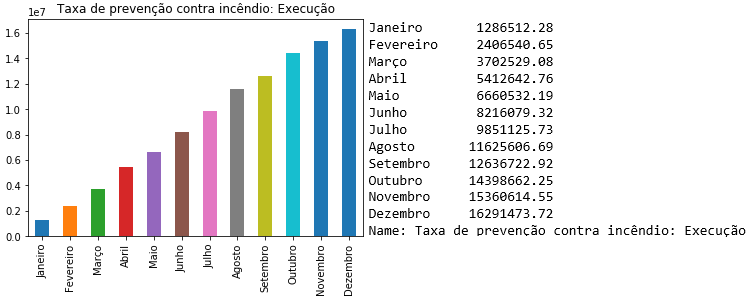 Taxa de prevenção contra incêndio: Execução
1e7
1.6
1.4
1.2
1.0
0.8
0.6
0.4
0.2
0.0
Janeiro
Fevereiro
Março
Abril
Maio
Junho
Julho
Agosto
Setembro
Outubro
Novembro
Dezembro
Janeiro 1286512.28
Fevereiro 2406540.65
Março 3702529.08
Abril 5412642.76
Maio 6660532.19
Junho 8216079.32
Julho 9851125.73
Agosto 11625606.69
Setembro 12636722.92
Outubro 14398662.25
Novembro 15360614.55
Dezembro 16291473.72
Name: Taxa de prevenção contra incêndio: Execução